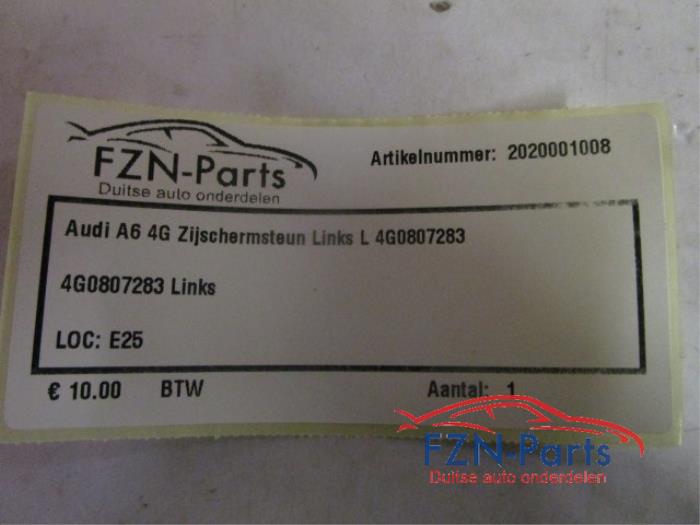 FZN-Parts
Duitse auto onderdelen
Artikelnummer: 2020001008
Audi A6 4G Zijschermsteun Links L 4G0807283
4G0807283 Links
LOC: E25
€ 10.00 BTW Aantal: 1
FZN-Parts
Duitse auto onderdelen